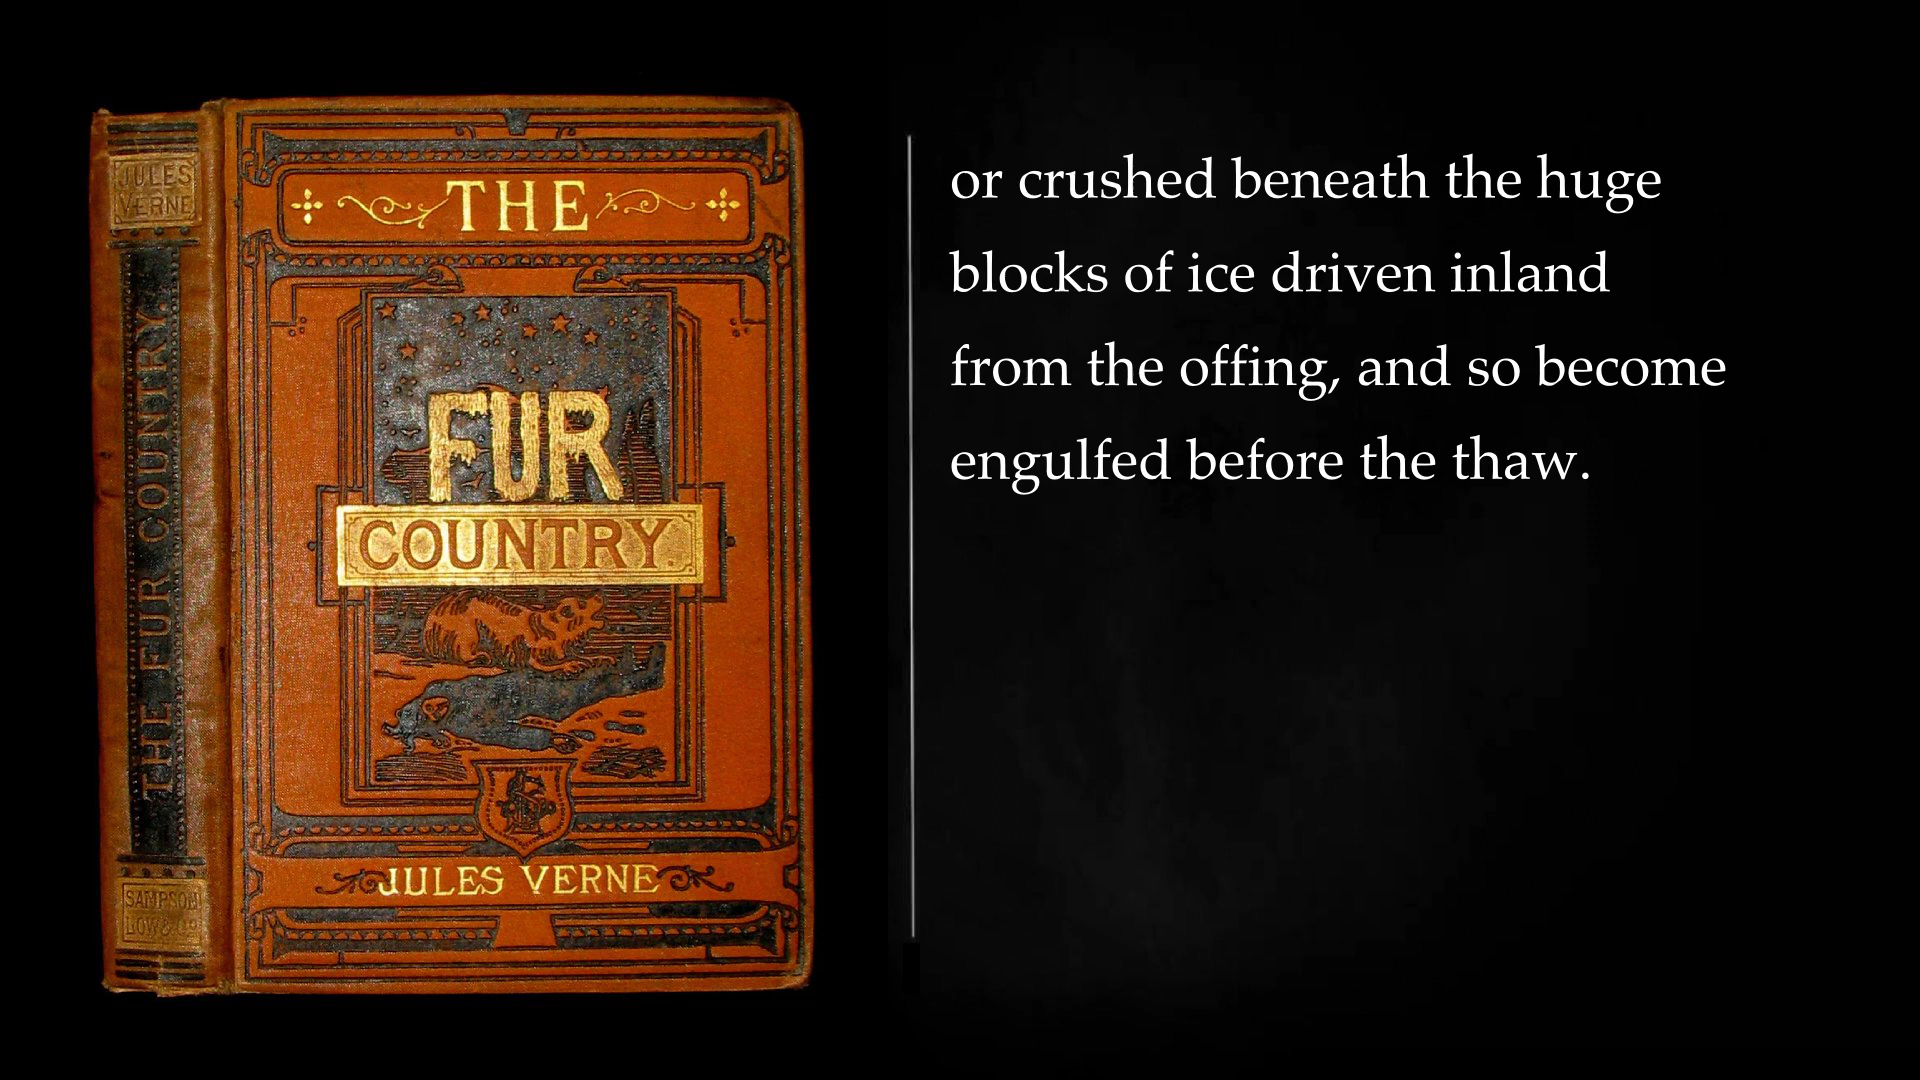 JULES
VERNE
THE FUR COUNTRY.
SAMPSON
LOW & Co
THE
FUR
COUNTRY.
JULES VERNE
or crushed beneath the huge
blocks of ice driven inland
from the offing, and so become
engulfed before the thaw.